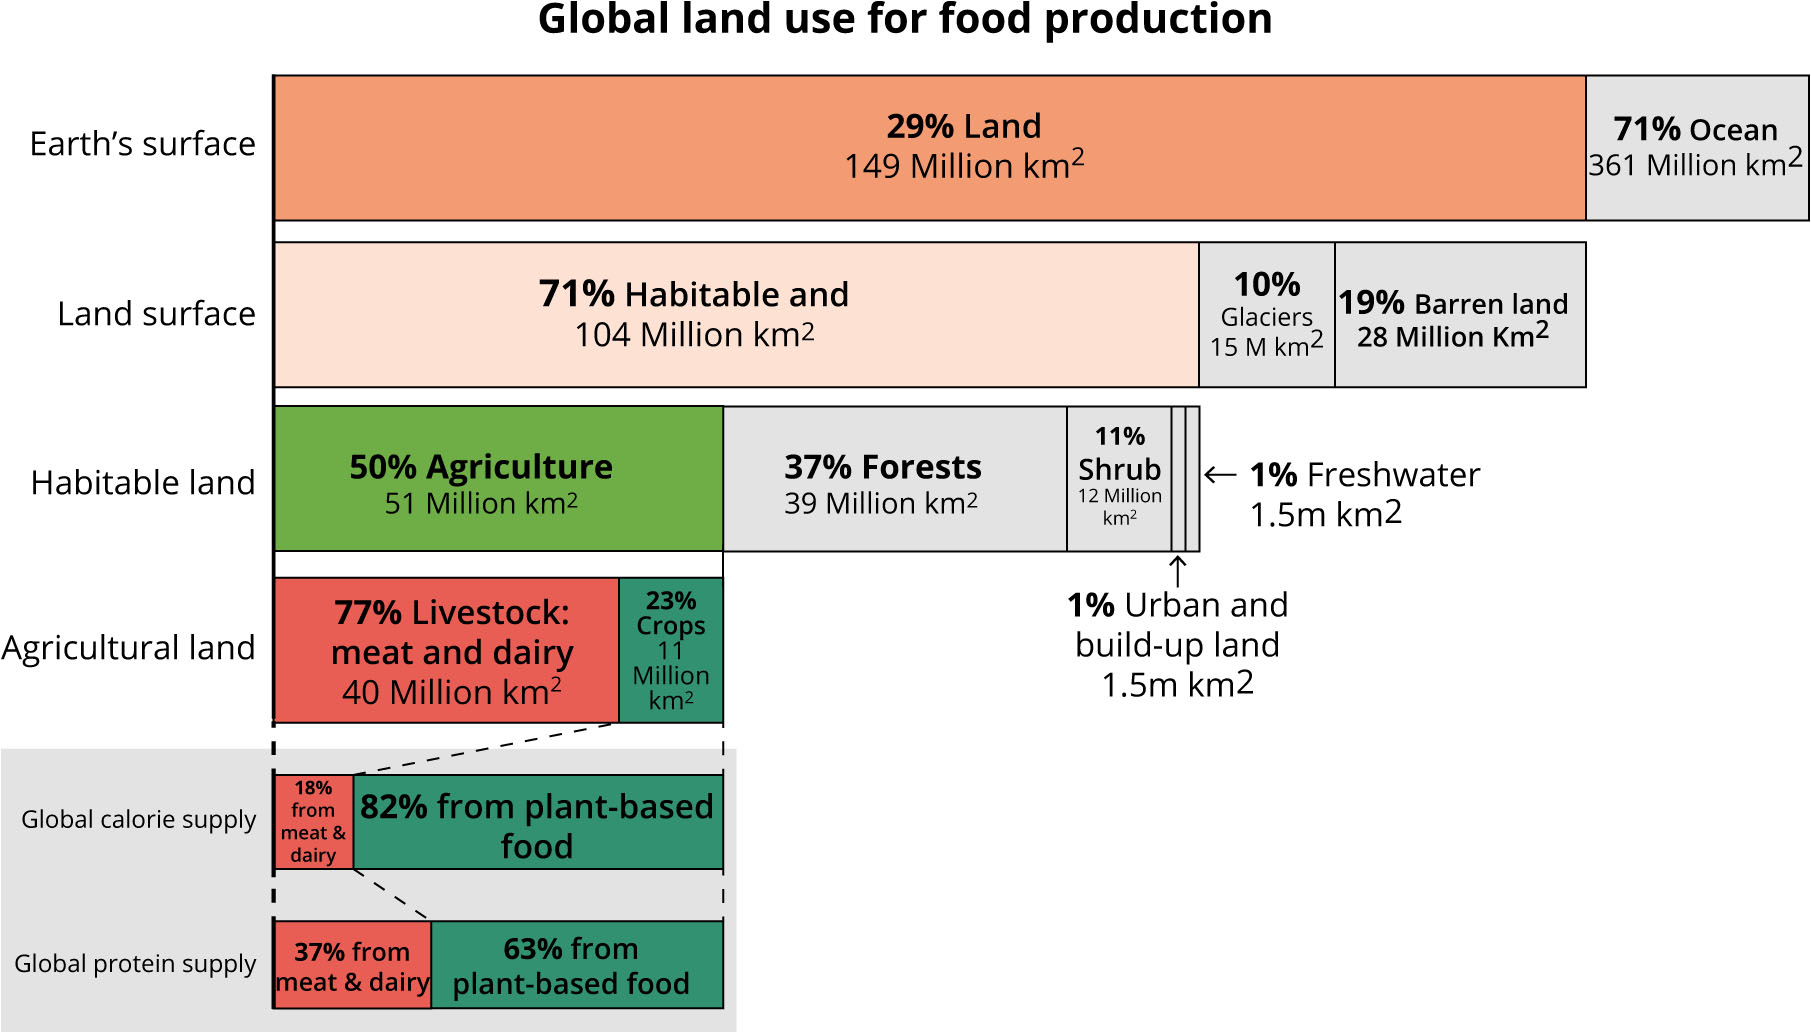 Global land use for food production
Earth’s surface
29% Land
149 Million km2
71% Ocean
361 Million km2
Land surface
71% Habitable and
104 Million km2
10%
Glaciers
15 M km2
19% Barren land
28 Million Km2
Habitable land
50% Agriculture
51 Million km2
37% Forests
39 Million km2
11%
Shrub
12 Million
km2
1% Freshwater
1.5m km2
1% Urban and
build-up land
1.5m km2
Agricultural land
77% Livestock:
meat and dairy
40 Million km2
23%
Crops
11
Million
km2
Global calorie supply
18%
from
meat &
dairy
82% from plant-based
food
Global protein supply
37% from
meat & dairy
63% from
plant-based food